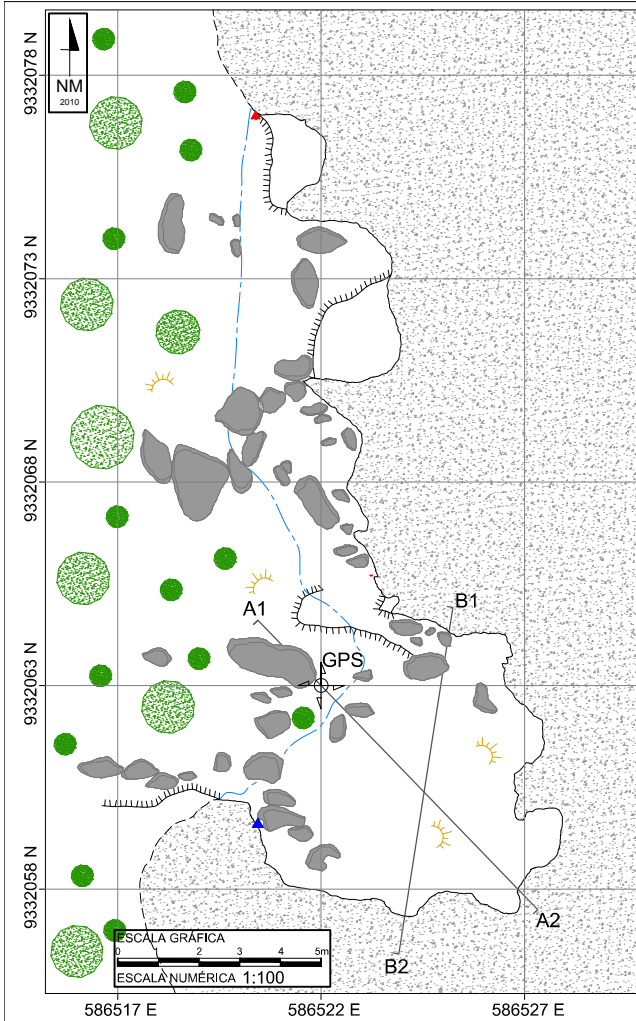 NM
2010
9332078 N
9332073 N
9332068 N
9332063 N
9332058 N
A1
B1
GPS
A2
B2
ESCALA GRÁFICA
0 1 2 3 4 5m
ESCALA NUMÉRICA 1:100
586517 E 586522 E 586527 E